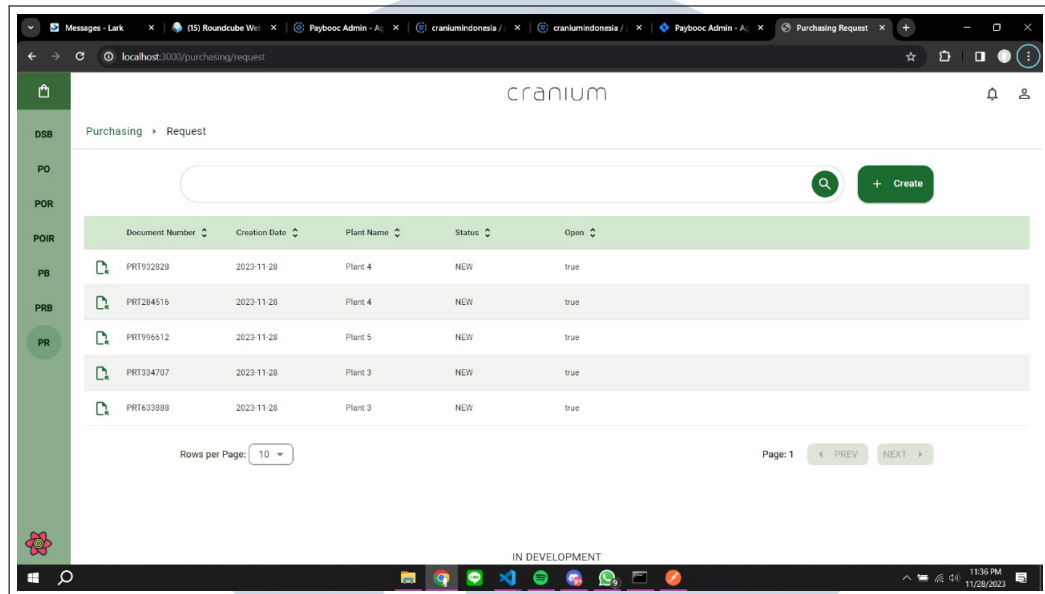 Messages - Lark
(15) Roundcube Web
Paybooc Admin - Ag
craniumindonesia /
craniumindonesia /
Paybooc Admin - Ag
Purchasing Request
localhost:3000/purchasing/request
cranium
DSB
PO
POR
POIR
PB
PRB
PR
Purchasing Request
+ Create
Document Number Creation Date Plant Name Status Open
PRT932828 2023-11-28 Plant 4 NEW true
PRT284516 2023-11-28 Plant 4 NEW true
PRT996612 2023-11-28 Plant 5 NEW true
PRT334707 2023-11-28 Plant 3 NEW true
PRT633888 2023-11-28 Plant 3 NEW true
Rows per Page: 10
Page: 1 PREV NEXT
IN DEVELOPMENT
11:36 PM
11/28/2023